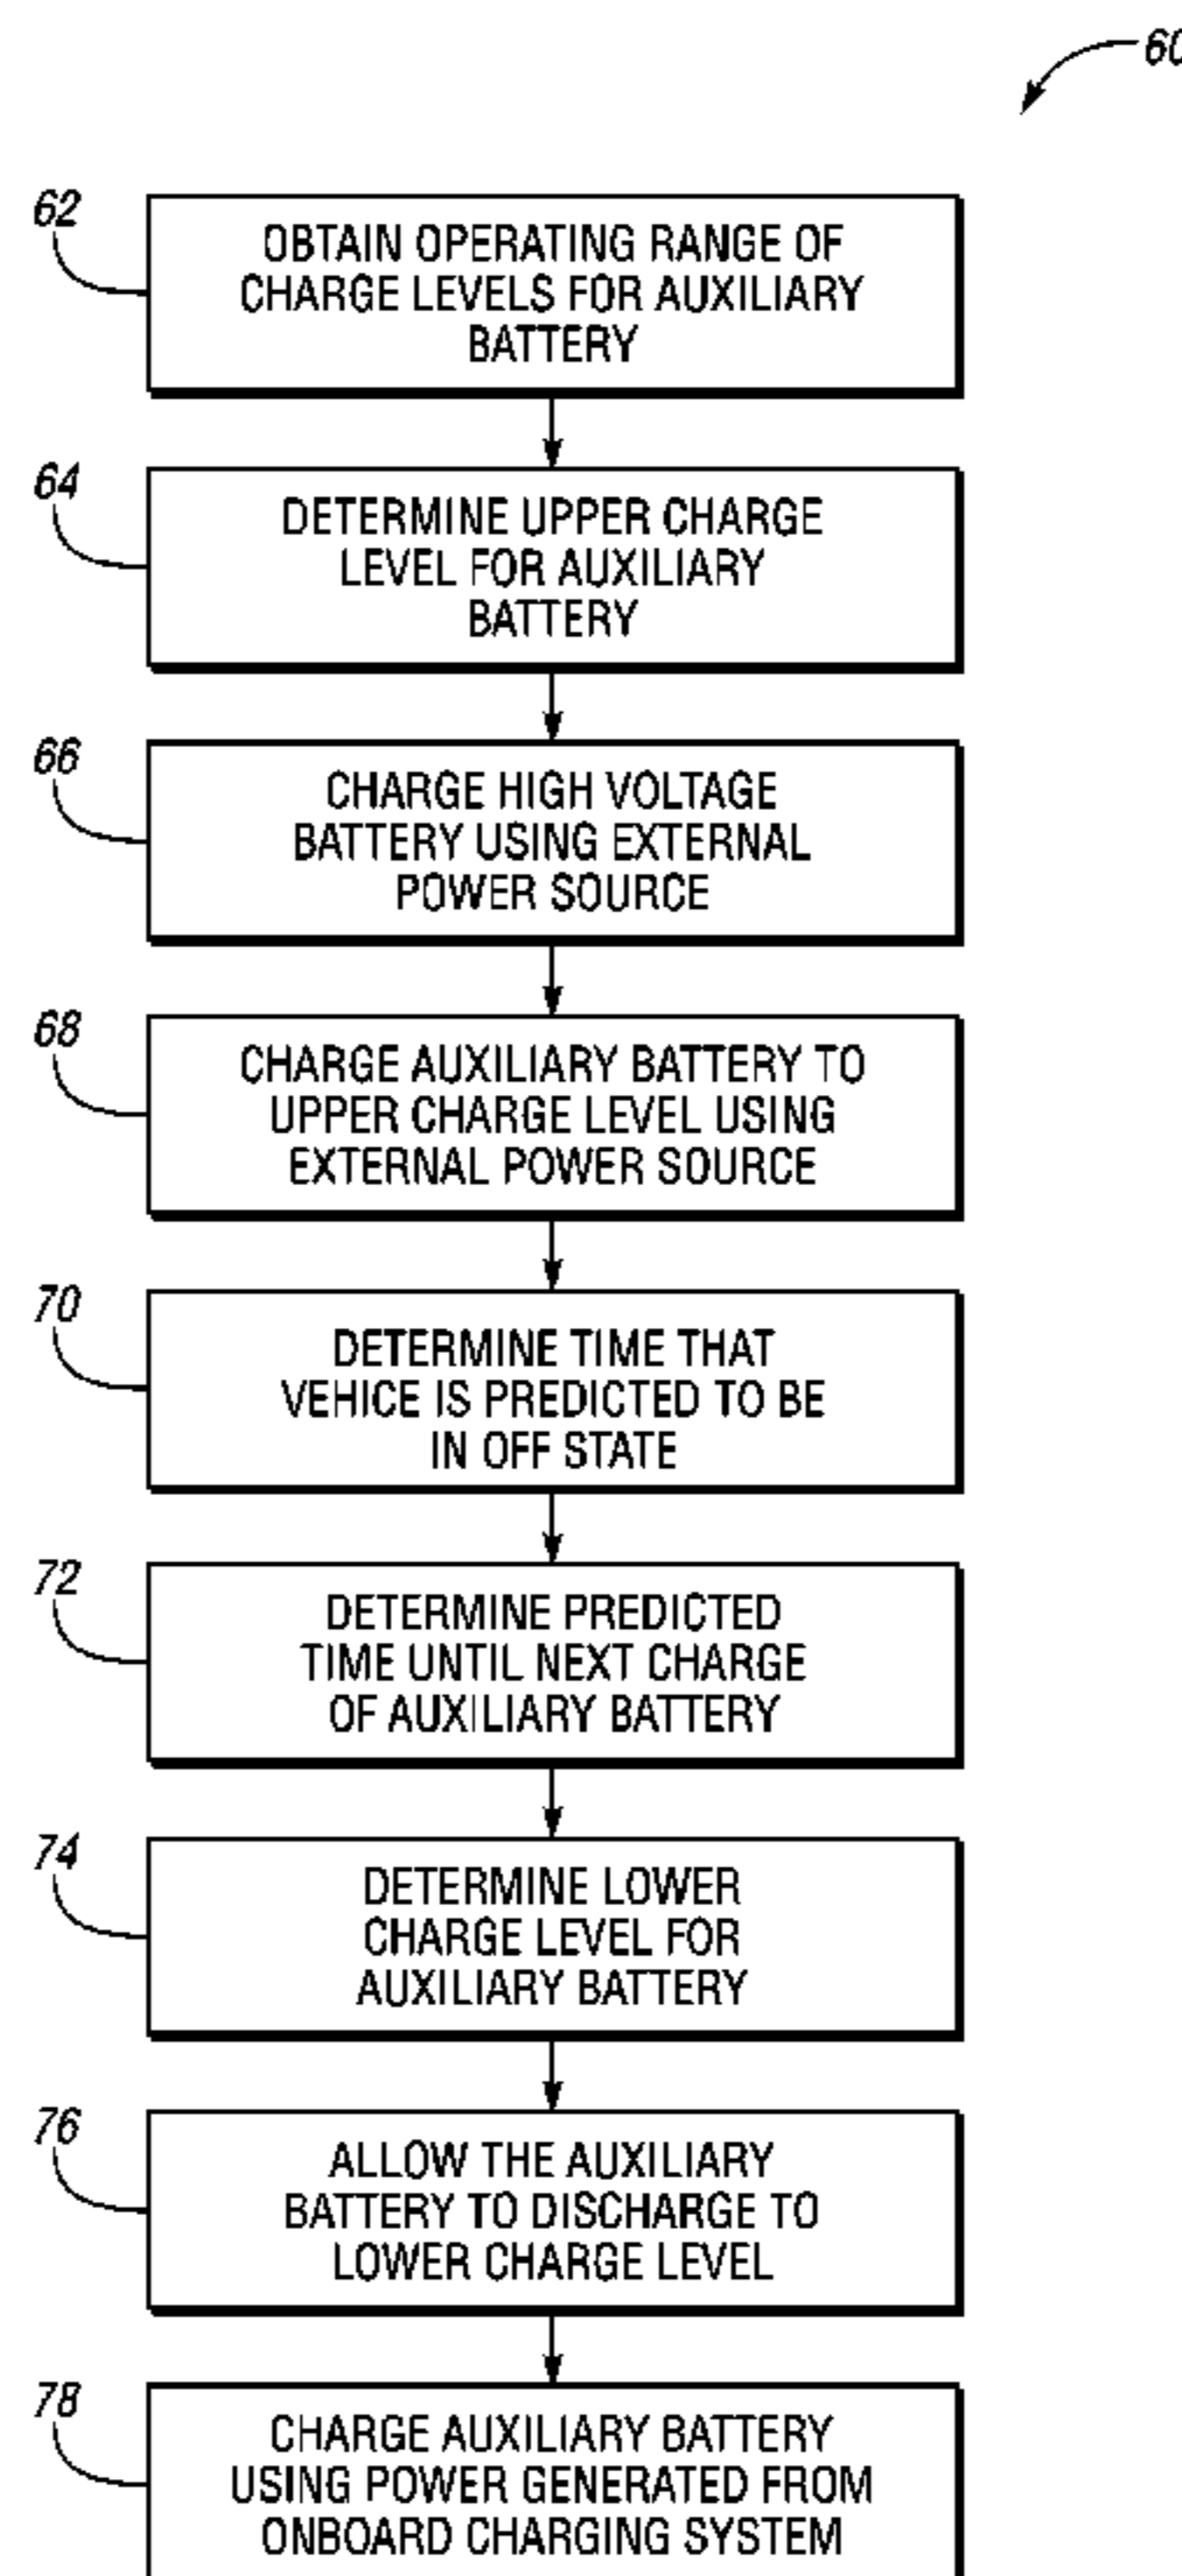 60
62
OBTAIN OPERATING RANGE OF
CHARGE LEVELS FOR AUXILIARY
BATTERY
64
DETERMINE UPPER CHARGE
LEVEL FOR AUXILIARY
BATTERY
66
CHARGE HIGH VOLTAGE
BATTERY USING EXTERNAL
POWER SOURCE
68
CHARGE AUXILIARY BATTERY TO
UPPER CHARGE LEVEL USING
EXTERNAL POWER SOURCE
70
DETERMINE TIME THAT
VEHICE IS PREDICTED TO BE
IN OFF STATE
72
DETERMINE PREDICTED
TIME UNTIL NEXT CHARGE
OF AUXILIARY BATTERY
74
DETERMINE LOWER
CHARGE LEVEL FOR
AUXILIARY BATTERY
76
ALLOW THE AUXILIARY
BATTERY TO DISCHARGE TO
LOWER CHARGE LEVEL
78
CHARGE AUXILIARY BATTERY
USING POWER GENERATED FROM
ONBOARD CHARGING SYSTEM